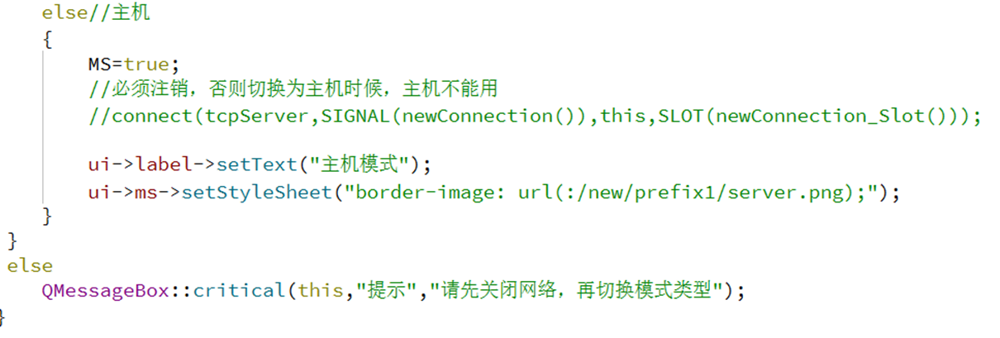 else//主机
{
MS=true;
//必须注销，否则切换为主机时候，主机不能用
//connect(tcpServer,SIGNAL(newConnection()),this,SLOT(newConnection_Slot()));
ui->label->setText("主机模式");
ui->ms->setStyleSheet("border-image: url(:/new/prefix1/server.png);");
}
}
else
QMessageBox::critical(this,"提示","请先关闭网络，再切换模式类型");
}